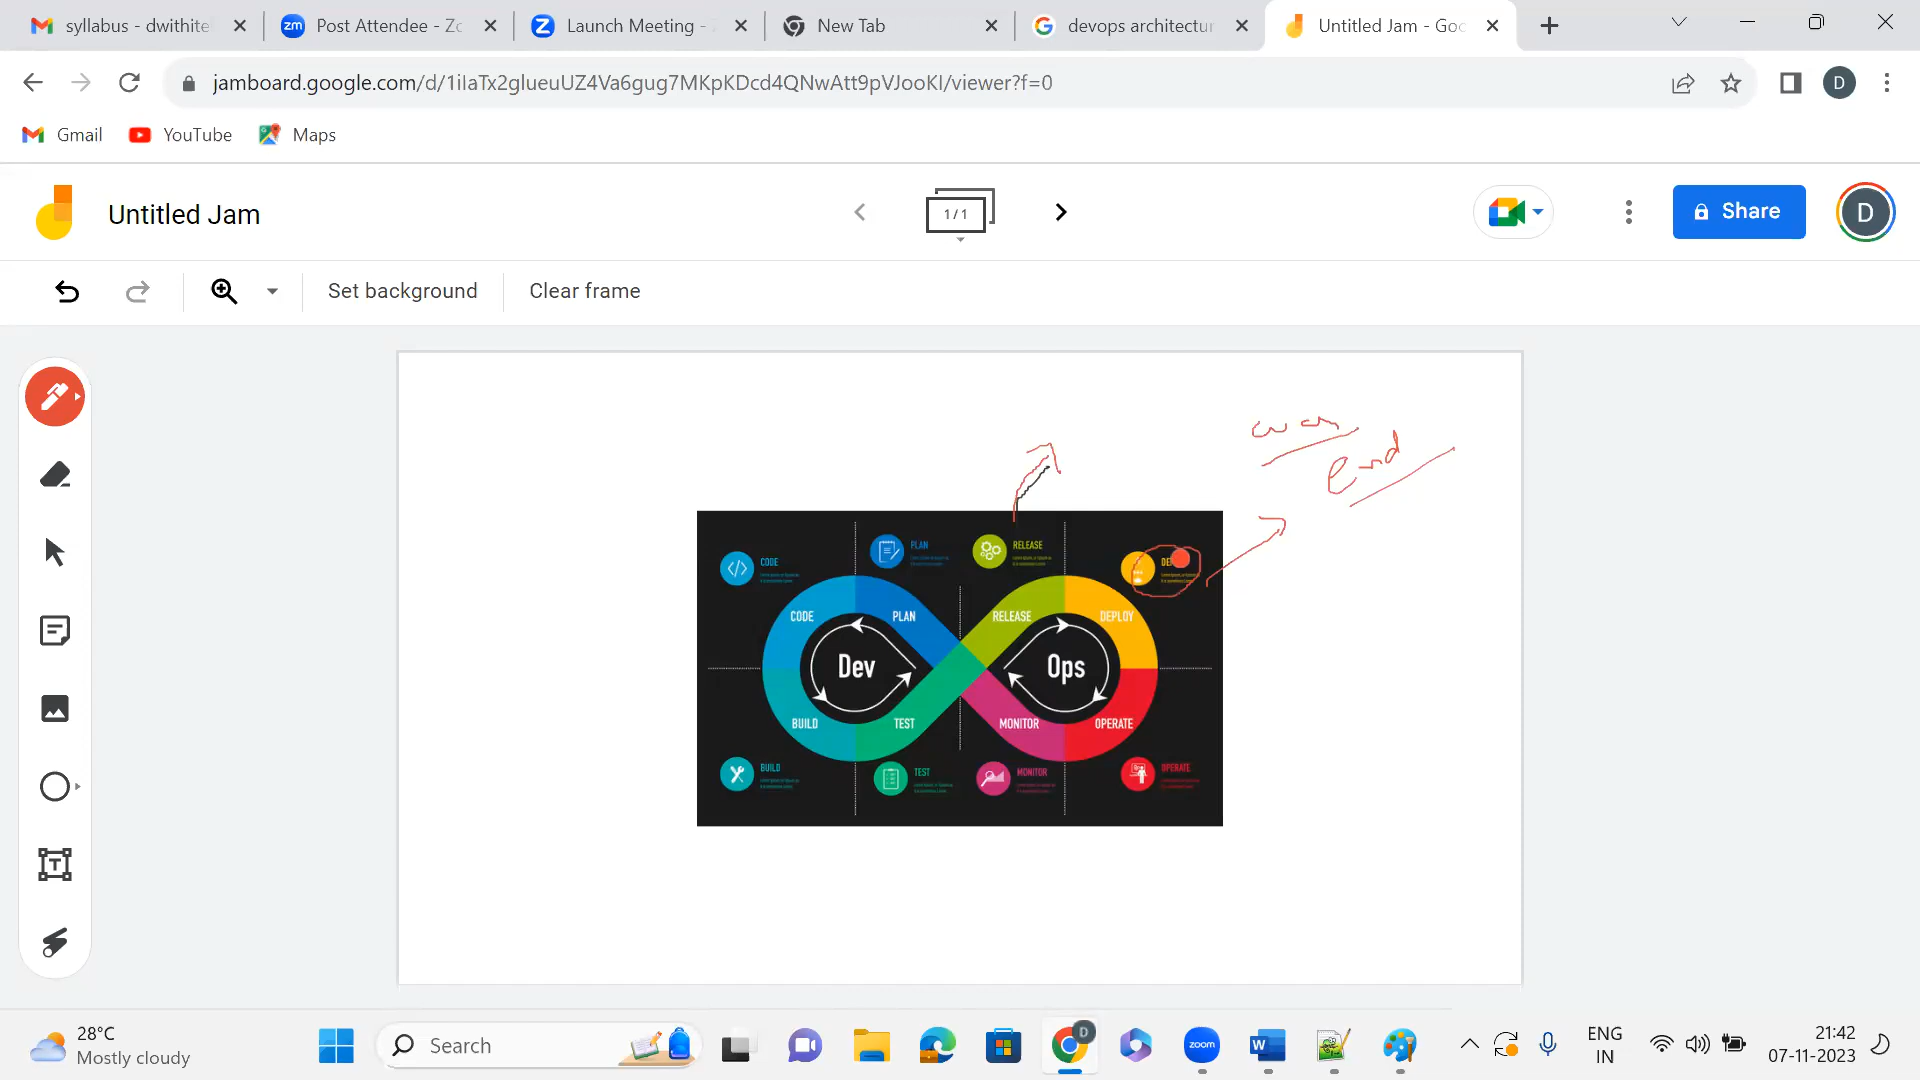 syllabus - dwithite
Post Attendee - Zo
Launch Meeting - Z
New Tab
devops architectur
Untitled Jam - Goo
jamboard.google.com/d/1iIaTx2glueuUZ4Va6gug7MKpKDcd4QNwAtt9pVJooKI/viewer?f=0
D
Gmail
YouTube
Maps
Untitled Jam
1 / 1
Share
D
Set background
Clear frame
end
CODE
PLAN
RELEASE
CODE
PLAN
RELEASE
DEPLOY
Dev
Ops
BUILD
TEST
MONITOR
OPERATE
BUILD
TEST
MONITOR
OPERATE
28°C
Mostly cloudy
Search
D
zoom
W
ENG
IN
21:42
07-11-2023